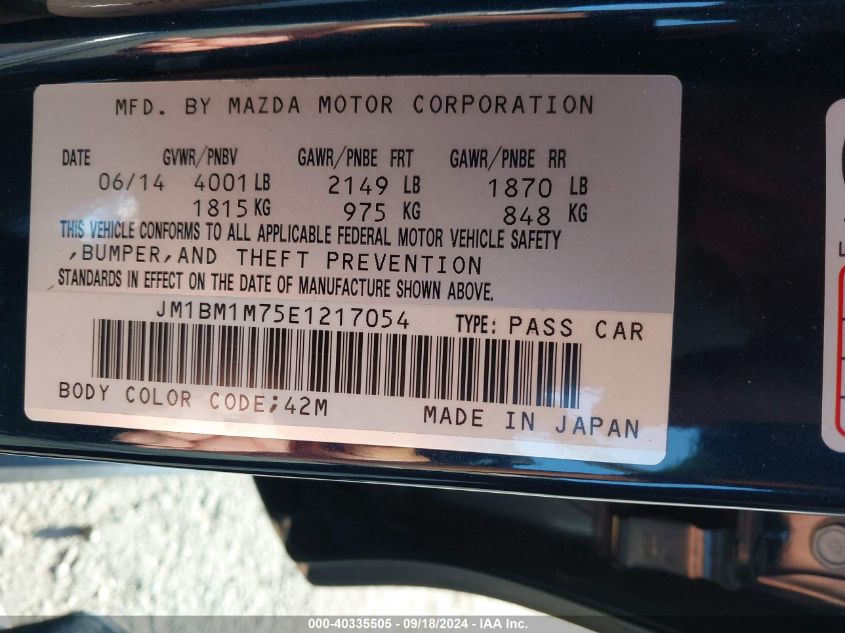 MFD. BY MAZDA MOTOR CORPORATION
DATE GVWR/PNBV GAWR/PNBE FRT GAWR/PNBE RR
06/14 4001 LB 2149 LB 1870 LB
1815 KG 975 KG 848 KG
THIS VEHICLE CONFORMS TO ALL APPLICABLE FEDERAL MOTOR VEHICLE SAFETY
,BUMPER,AND THEFT PREVENTION
STANDARDS IN EFFECT ON THE DATE OF MANUFACTURE SHOWN ABOVE.
JM1BM1M75E1217054 TYPE: PASS CAR
BODY COLOR CODE;42M MADE IN JAPAN
000-40335505 - 09/18/2024 - IAA Inc.